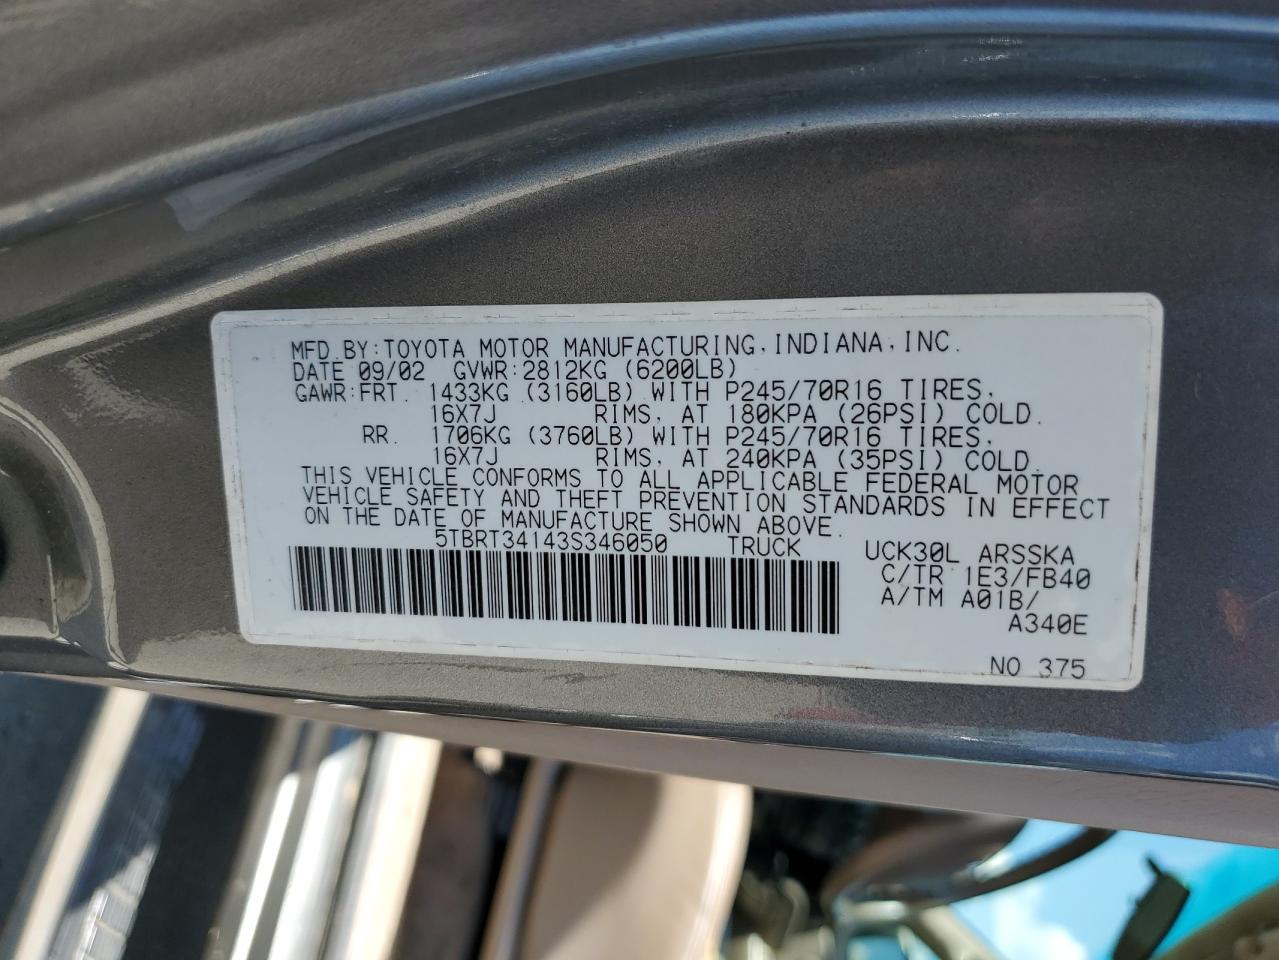 MFD.BY:TOYOTA MOTOR MANUFACTURING,INDIANA,INC.
DATE 09/02 GVWR:2812KG (6200LB)
GAWR:FRT. 1433KG (3160LB) WITH P245/70R16 TIRES,
16X7J RIMS, AT 180KPA (26PSI) COLD.
RR. 1706KG (3760LB) WITH P245/70R16 TIRES,
16X7J RIMS, AT 240KPA (35PSI) COLD.
THIS VEHICLE CONFORMS TO ALL APPLICABLE FEDERAL MOTOR
VEHICLE SAFETY AND THEFT PREVENTION STANDARDS IN EFFECT
ON THE DATE OF MANUFACTURE SHOWN ABOVE.
5TBRT34143S346050 TRUCK UCK30L ARSSKA
C/TR 1E3/FB40
A/TM A01B/
A340E
NO 375